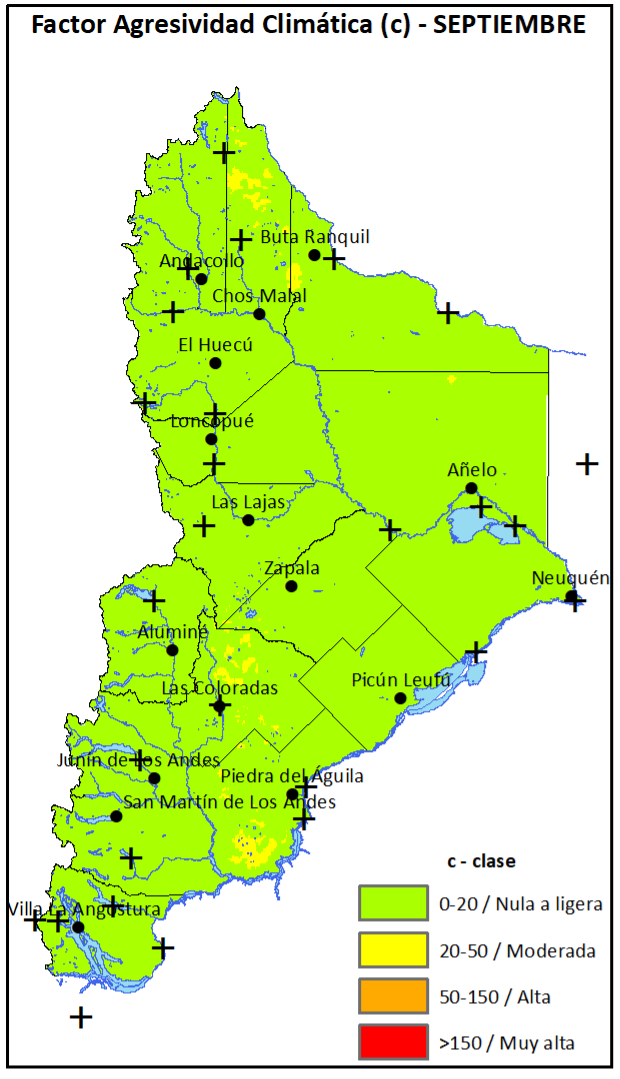 Factor Agresividad Climática (c) - SEPTIEMBRE
Buta Ranquil
Andacollo
Chos Malal
El Huecú
Loncopué
Añelo
Las Lajas
Zapala
Neuquén
Aluminé
Picún Leufú
Las Coloradas
Junín de Los Andes
Piedra del Águila
San Martín de Los Andes
Villa La Angostura
c - clase
0-20 / Nula a ligera
20-50 / Moderada
50-150 / Alta
>150 / Muy alta